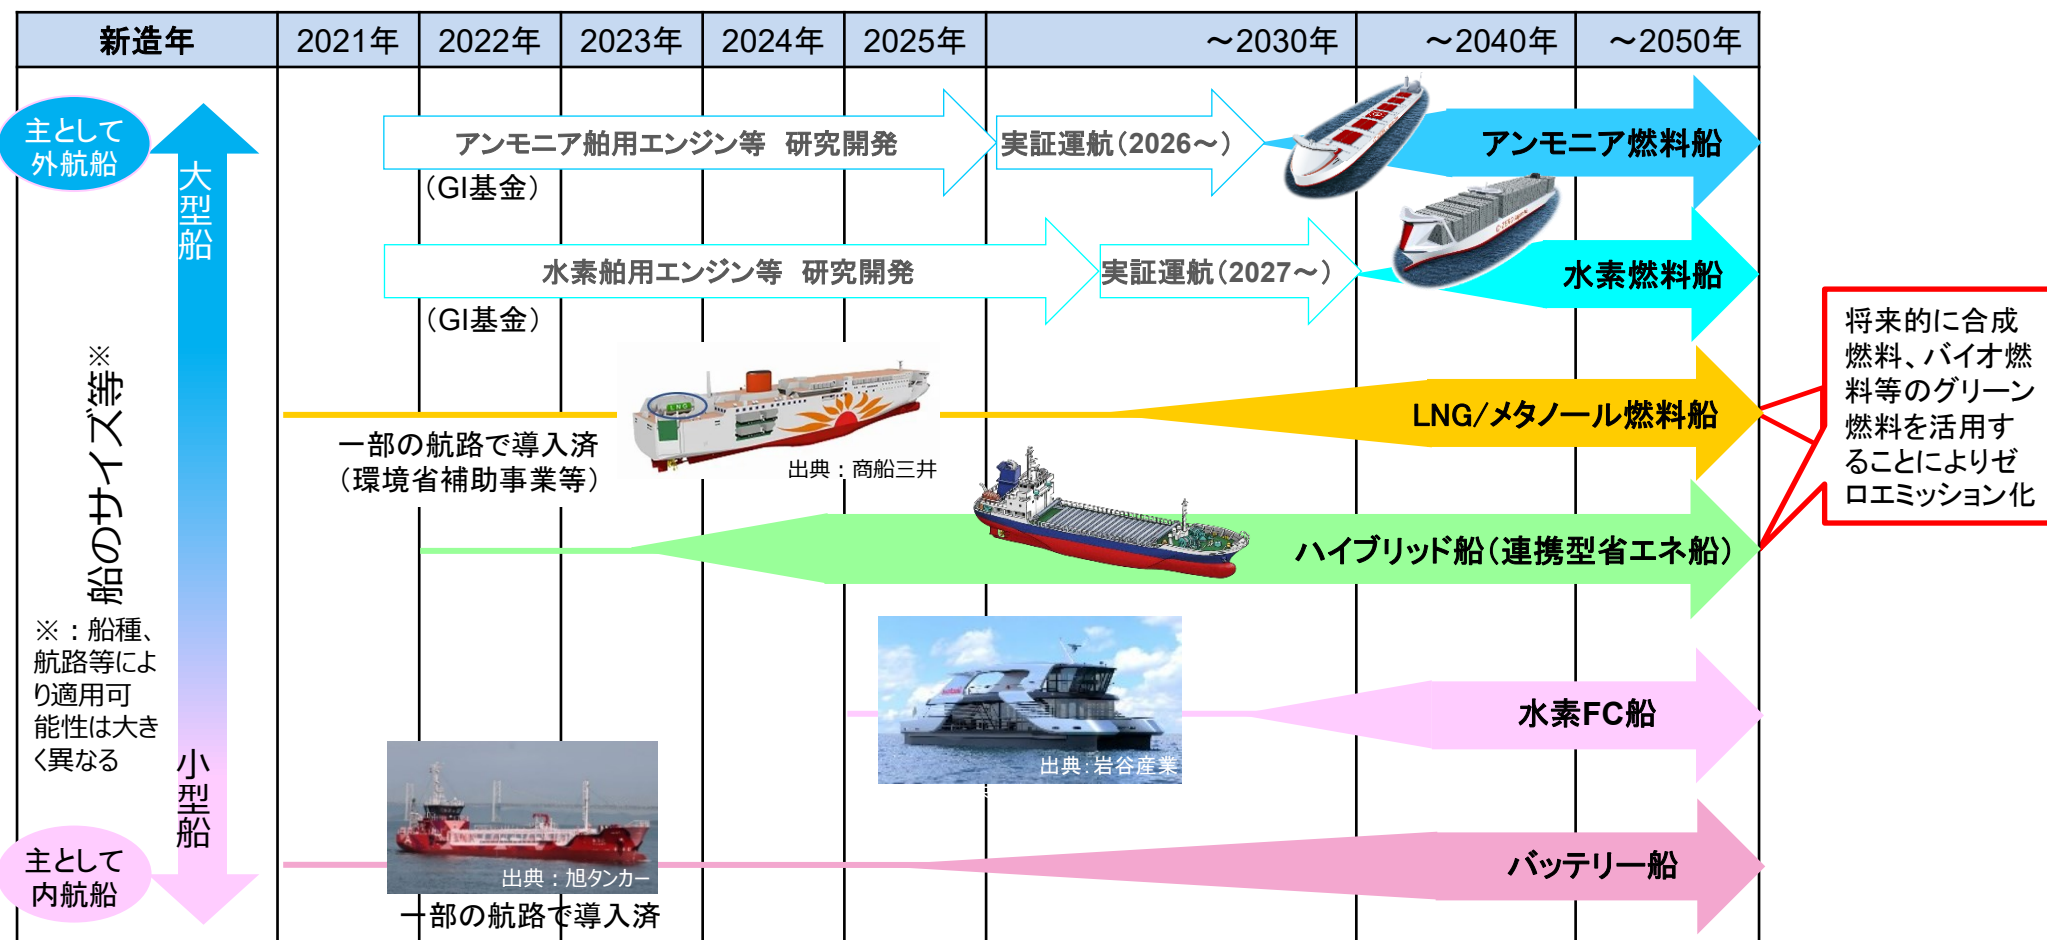 新造年
2021年
2022年
2023年
2024年
2025年
～2030年
～2040年
～2050年
主として
外航船
大型船
船のサイズ等※
※：船種、
航路等によ
り適用可
能性は大き
く異なる
小型船
主として
内航船
アンモニア舶用エンジン等　研究開発
実証運航（2026～）
アンモニア燃料船
（GI基金）
水素舶用エンジン等　研究開発
実証運航（2027～）
水素燃料船
（GI基金）
LNG
LNG/メタノール燃料船
一部の航路で導入済
（環境省補助事業等）
出典：商船三井
ハイブリッド船（連携型省エネ船）
水素FC船
出典：岩谷産業
バッテリー船
出典：旭タンカー
一部の航路で導入済
将来的に合成
燃料、バイオ燃
料等のグリーン
燃料を活用す
ることによりゼ
ロエミッション化